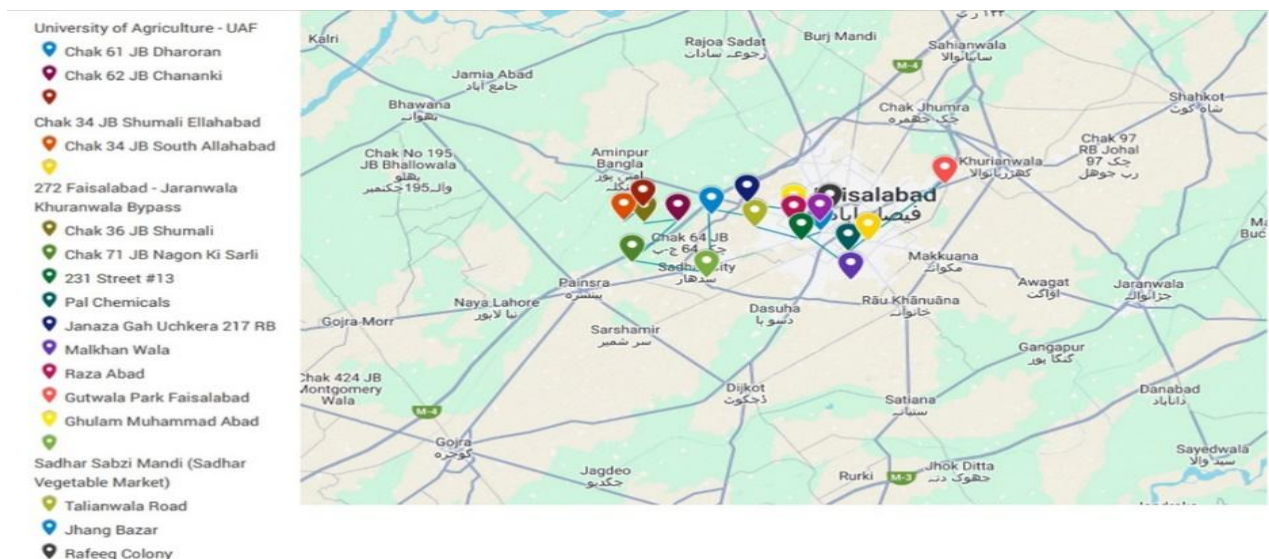 University of Agriculture - UAF
Chak 61 JB Dharoran
Chak 62 JB Chananki
Chak 34 JB Shumali Ellahabad
Chak 34 JB South Allahabad
272 Faisalabad - Jaranwala
Khuranwala Bypass
Chak 36 JB Shumali
Chak 71 JB Nagon Ki Sarli
231 Street #13
Pal Chemicals
Janaza Gah Uchkera 217 RB
Malkhan Wala
Raza Abad
Gutwala Park Faisalabad
Ghulam Muhammad Abad
Sadhar Sabzi Mandi (Sadhar
Vegetable Market)
Talianwala Road
Jhang Bazar
Rafeeq Colony
Kalri
Rajoa Sadat
رجوعہ سادات
Burj Mandi
Sahianwala
ساہیانوالا
M-4
Jamia Abad
جامع آباد
Bhawana
بھوانہ
Chak Jhumra
چک جھمرہ
Shahkot
شاہ کوٹ
Chak No 195
JB Bhallowala
Aminpur
Bangla
Khurianwala
کھرڑیانوالا
Chak 97
RB Johal
چک 97
رب جوہل
isalabad
Chak 64 JB
چک 64 ج ب
سدھار
Makkuana
مکوانہ
Painsra
پینسرہ
Naya Lahore
نیا لاہور
Gojra Morr
Sarshamir
سر شمیر
Dasuha
دسوہا
Rāu Khānuāna
Awagat
اواگت
Jaranwala
جڑانوالہ
Gangapur
گنگا پور
Chak 424 JB
Montgomery
Wala
Dijkot
ڈجکوٹ
Satiana
ستیانہ
Danabad
داناباد
M-4
Gojra
گوجرہ
Jagdeo
جگدیو
Rurki
M-3
Jhok Ditta
جھوک دتہ
Sayedwala
سید والا